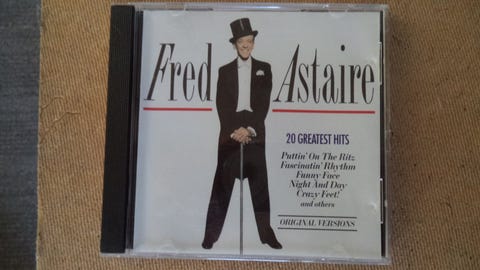 Fred Astaire
20 GREATEST HITS
Puttin' On The Ritz
Fascinatin' Rhythm
Funny Face
Night And Day
Crazy Feet!
and others
ORIGINAL VERSIONS